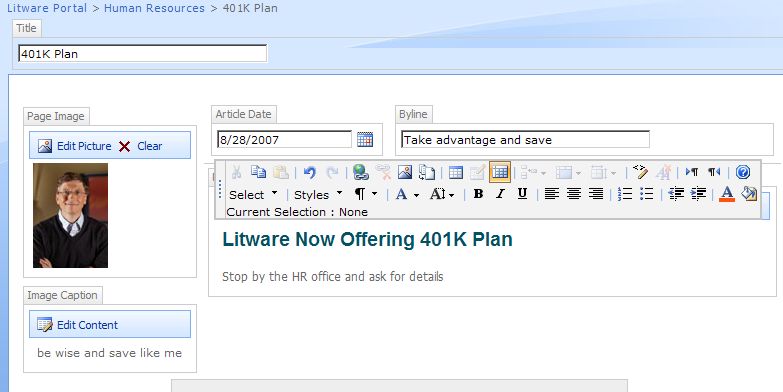 Litware Portal > Human Resources > 401K Plan
Title
401K Plan
Page Image
Article Date
Byline
Edit Picture Clear
8/28/2007
Take advantage and save
Select Styles ¶ A A B I U A
Current Selection : None
Litware Now Offering 401K Plan
Stop by the HR office and ask for details
Image Caption
Edit Content
be wise and save like me